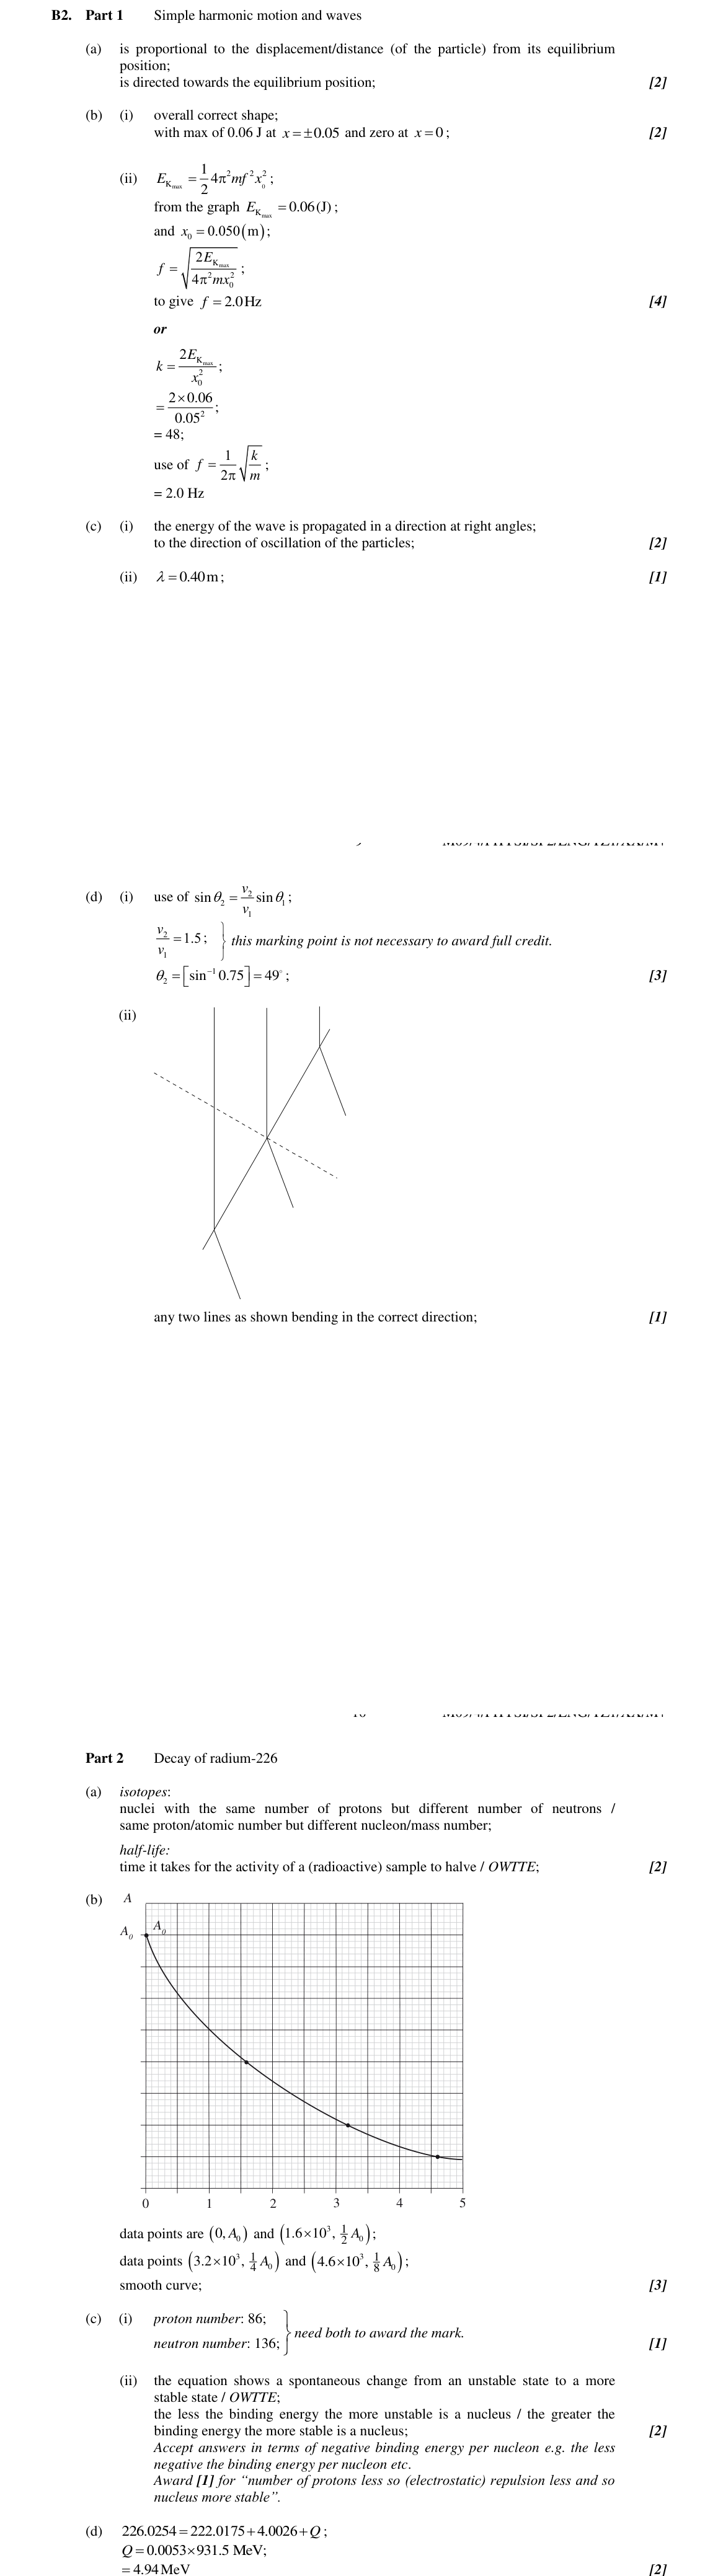 B2. Part 1 Simple harmonic motion and waves
(a) is proportional to the displacement/distance (of the particle) from its equilibrium
position;
is directed towards the equilibrium position; [2]
(b) (i) overall correct shape;
with max of 0.06 J at x = ±0.05 and zero at x = 0 ; [2]
(ii) E_Kmax = 1/2 4π²mf²x₀² ;
from the graph E_Kmax = 0.06(J) ;
and x₀ = 0.050(m) ;
f = √(2E_Kmax / 4π²mx₀²) ;
to give f = 2.0Hz [4]
or
k = 2E_Kmax / x₀² ;
= 2×0.06 / 0.05² ;
= 48;
use of f = 1/2π √(k/m) ;
= 2.0 Hz
(c) (i) the energy of the wave is propagated in a direction at right angles;
to the direction of oscillation of the particles; [2]
(ii) λ = 0.40m ; [1]
(d) (i) use of sin θ₂ = v₂/v₁ sin θ₁ ;
v₂/v₁ = 1.5 ; } this marking point is not necessary to award full credit.
θ₂ = [sin⁻¹ 0.75] = 49° ; [3]
(ii)
any two lines as shown bending in the correct direction; [1]
Part 2 Decay of radium-226
(a) isotopes:
nuclei with the same number of protons but different number of neutrons /
same proton/atomic number but different nucleon/mass number;
half-life:
time it takes for the activity of a (radioactive) sample to halve / OWTTE; [2]
(b) A
A₀ A₀
0 1 2 3 4 5
data points are (0, A₀) and (1.6×10³, ½ A₀) ;
data points (3.2×10³, ¼ A₀) and (4.6×10³, ⅛ A₀) ;
smooth curve; [3]
(c) (i) proton number: 86;
neutron number: 136; } need both to award the mark. [1]
(ii) the equation shows a spontaneous change from an unstable state to a more
stable state / OWTTE;
the less the binding energy the more unstable is a nucleus / the greater the
binding energy the more stable is a nucleus; [2]
Accept answers in terms of negative binding energy per nucleon e.g. the less
negative the binding energy per nucleon etc.
Award [1] for “number of protons less so (electrostatic) repulsion less and so
nucleus more stable”.
(d) 226.0254 = 222.0175 + 4.0026 + Q ;
Q = 0.0053×931.5 MeV;
= 4.94MeV [2]